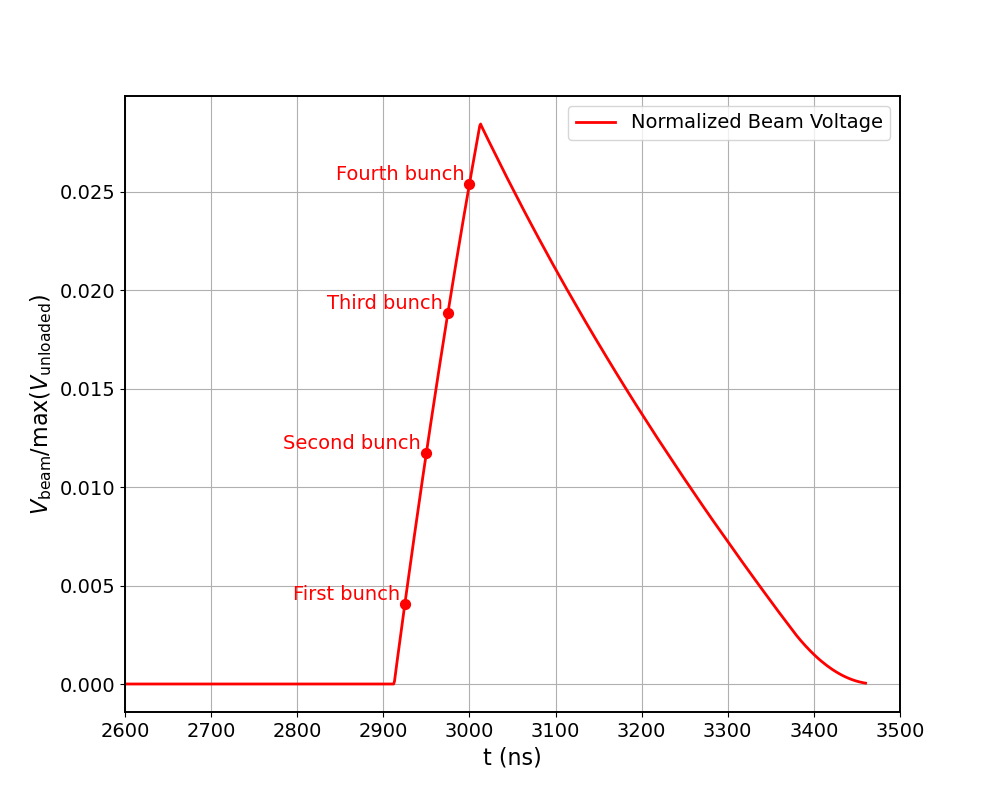 Normalized Beam Voltage
Fourth bunch
Third bunch
Second bunch
First bunch
0.025
0.020
0.015
0.010
0.005
0.000
V_beam/max(V_unloaded)
2600 2700 2800 2900 3000 3100 3200 3300 3400 3500
t (ns)